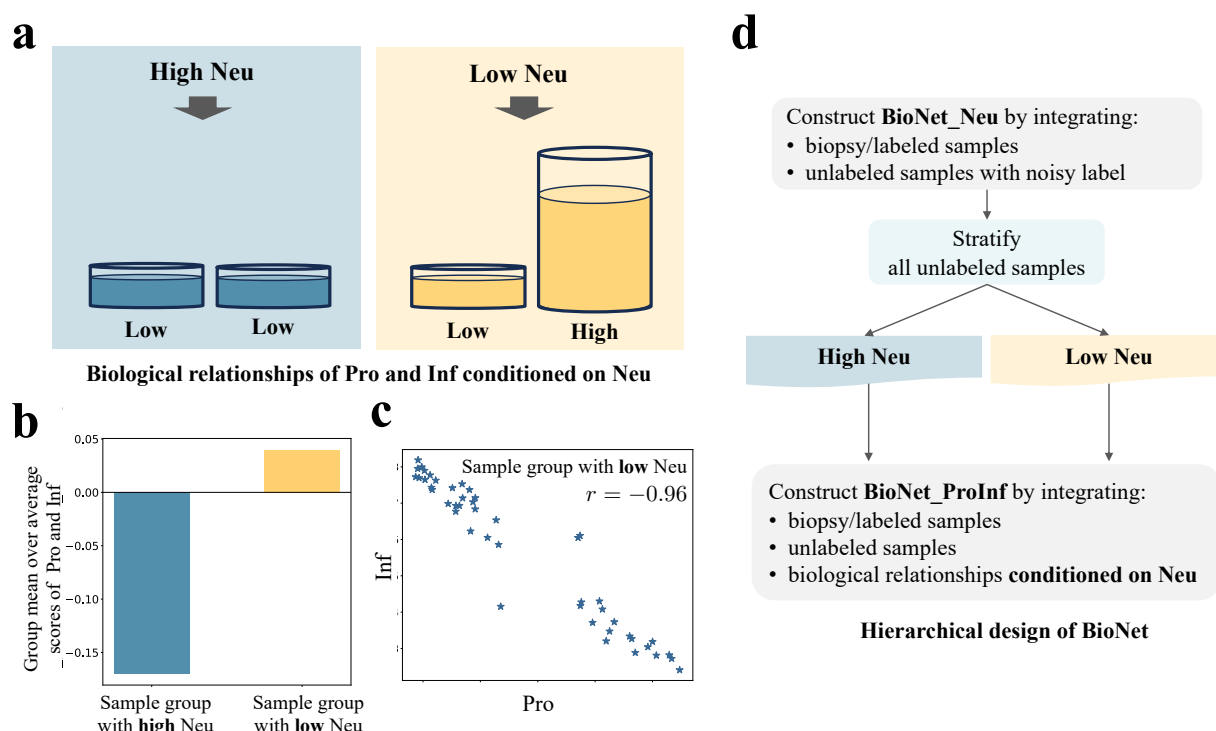 a
High Neu
Low Neu
Low
Low
Low
High
Biological relationships of Pro and Inf conditioned on Neu
b
Group mean over average
scores of Pro and Inf
0.05
0.00
−0.05
−0.10
−0.15
Sample group
with high Neu
Sample group
with low Neu
c
Sample group with low Neu
r = −0.96
Inf
8
3
Pro
d
Construct BioNet_Neu by integrating:
• biopsy/labeled samples
• unlabeled samples with noisy label
Stratify
all unlabeled samples
High Neu
Low Neu
Construct BioNet_ProInf by integrating:
• biopsy/labeled samples
• unlabeled samples
• biological relationships conditioned on Neu
Hierarchical design of BioNet